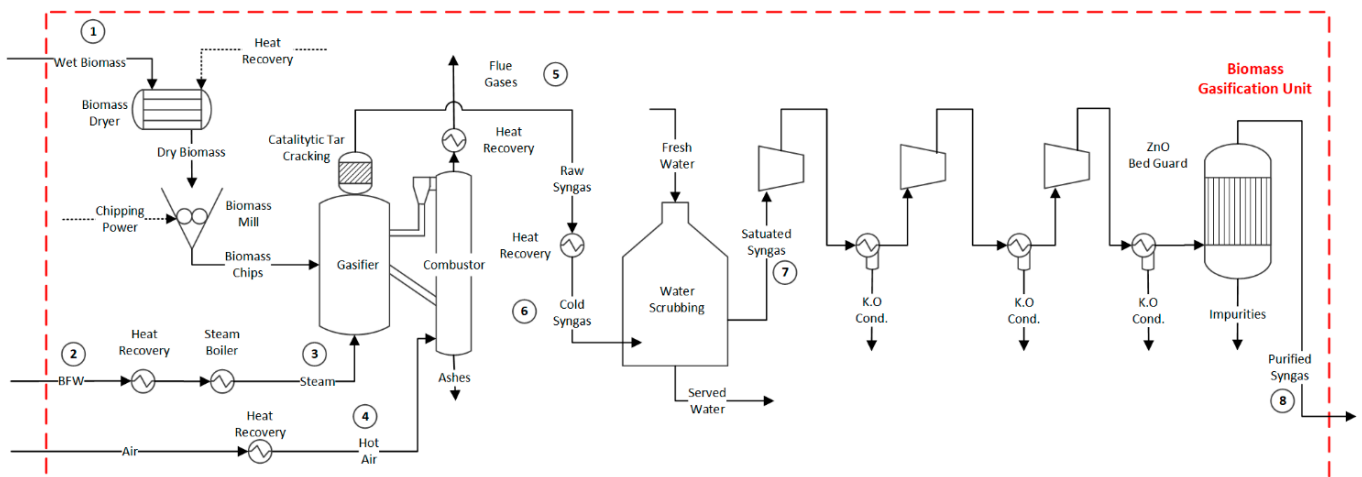 1
Wet Biomass
Heat
Recovery
Biomass
Dryer
Dry Biomass
Chipping
Power
Biomass
Mill
Biomass
Chips
2
BFW
Heat
Recovery
Steam
Boiler
3
Steam
Air
Heat
Recovery
4
Hot
Air
Catalitytic Tar
Cracking
Gasifier
Combustor
Ashes
Flue
Gases
5
Heat
Recovery
Raw
Syngas
Heat
Recovery
6
Cold
Syngas
Fresh
Water
Water
Scrubbing
Served
Water
Satuated
Syngas
7
K.O
Cond.
K.O
Cond.
K.O
Cond.
ZnO
Bed Guard
Impurities
Biomass
Gasification Unit
Purified
Syngas
8